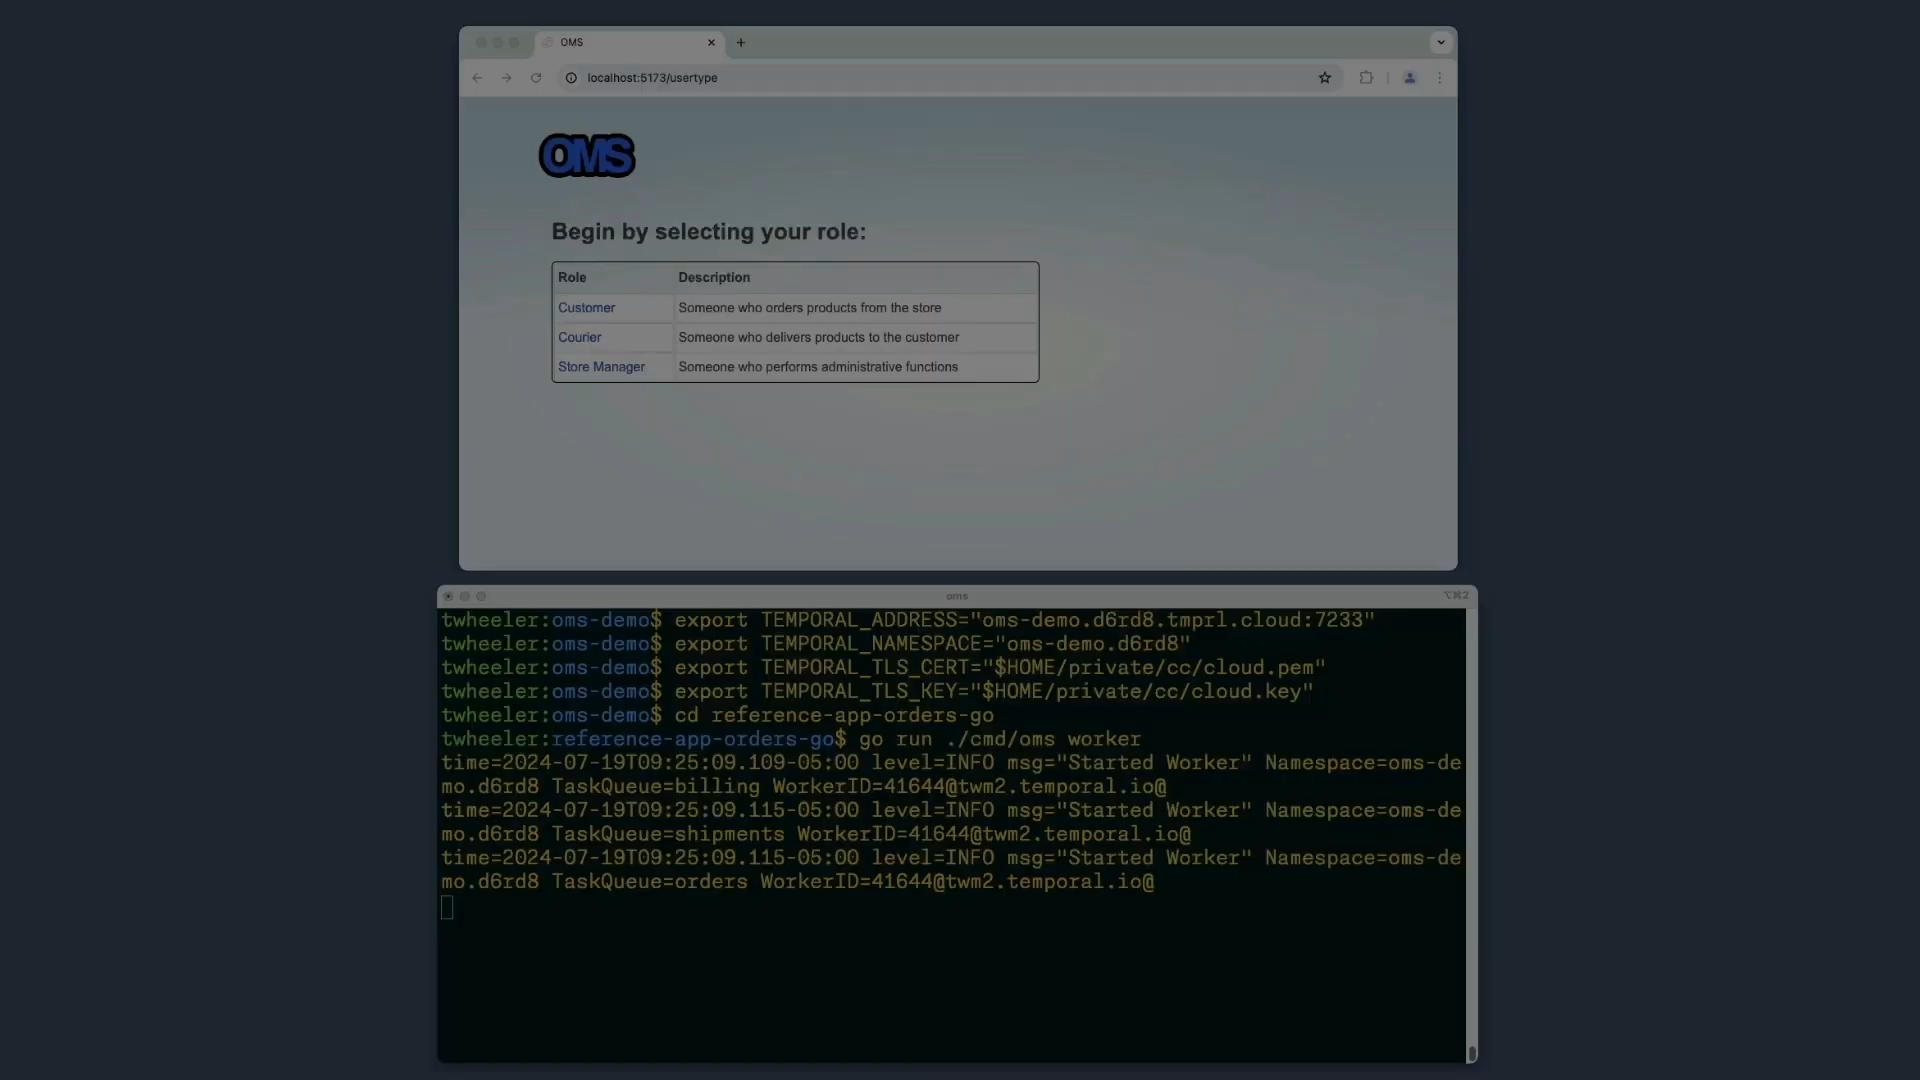 OMS
localhost:5173/usertype
OMS
Begin by selecting your role:
Role Description
Customer Someone who orders products from the store
Courier Someone who delivers products to the customer
Store Manager Someone who performs administrative functions
oms ⌥⌘2
twheeler:oms-demo$ export TEMPORAL_ADDRESS="oms-demo.d6rd8.tmprl.cloud:7233"
twheeler:oms-demo$ export TEMPORAL_NAMESPACE="oms-demo.d6rd8"
twheeler:oms-demo$ export TEMPORAL_TLS_CERT="$HOME/private/cc/cloud.pem"
twheeler:oms-demo$ export TEMPORAL_TLS_KEY="$HOME/private/cc/cloud.key"
twheeler:oms-demo$ cd reference-app-orders-go
twheeler:reference-app-orders-go$ go run ./cmd/oms worker
time=2024-07-19T09:25:09.109-05:00 level=INFO msg="Started Worker" Namespace=oms-de
mo.d6rd8 TaskQueue=billing WorkerID=41644@twm2.temporal.io@
time=2024-07-19T09:25:09.115-05:00 level=INFO msg="Started Worker" Namespace=oms-de
mo.d6rd8 TaskQueue=shipments WorkerID=41644@twm2.temporal.io@
time=2024-07-19T09:25:09.115-05:00 level=INFO msg="Started Worker" Namespace=oms-de
mo.d6rd8 TaskQueue=orders WorkerID=41644@twm2.temporal.io@